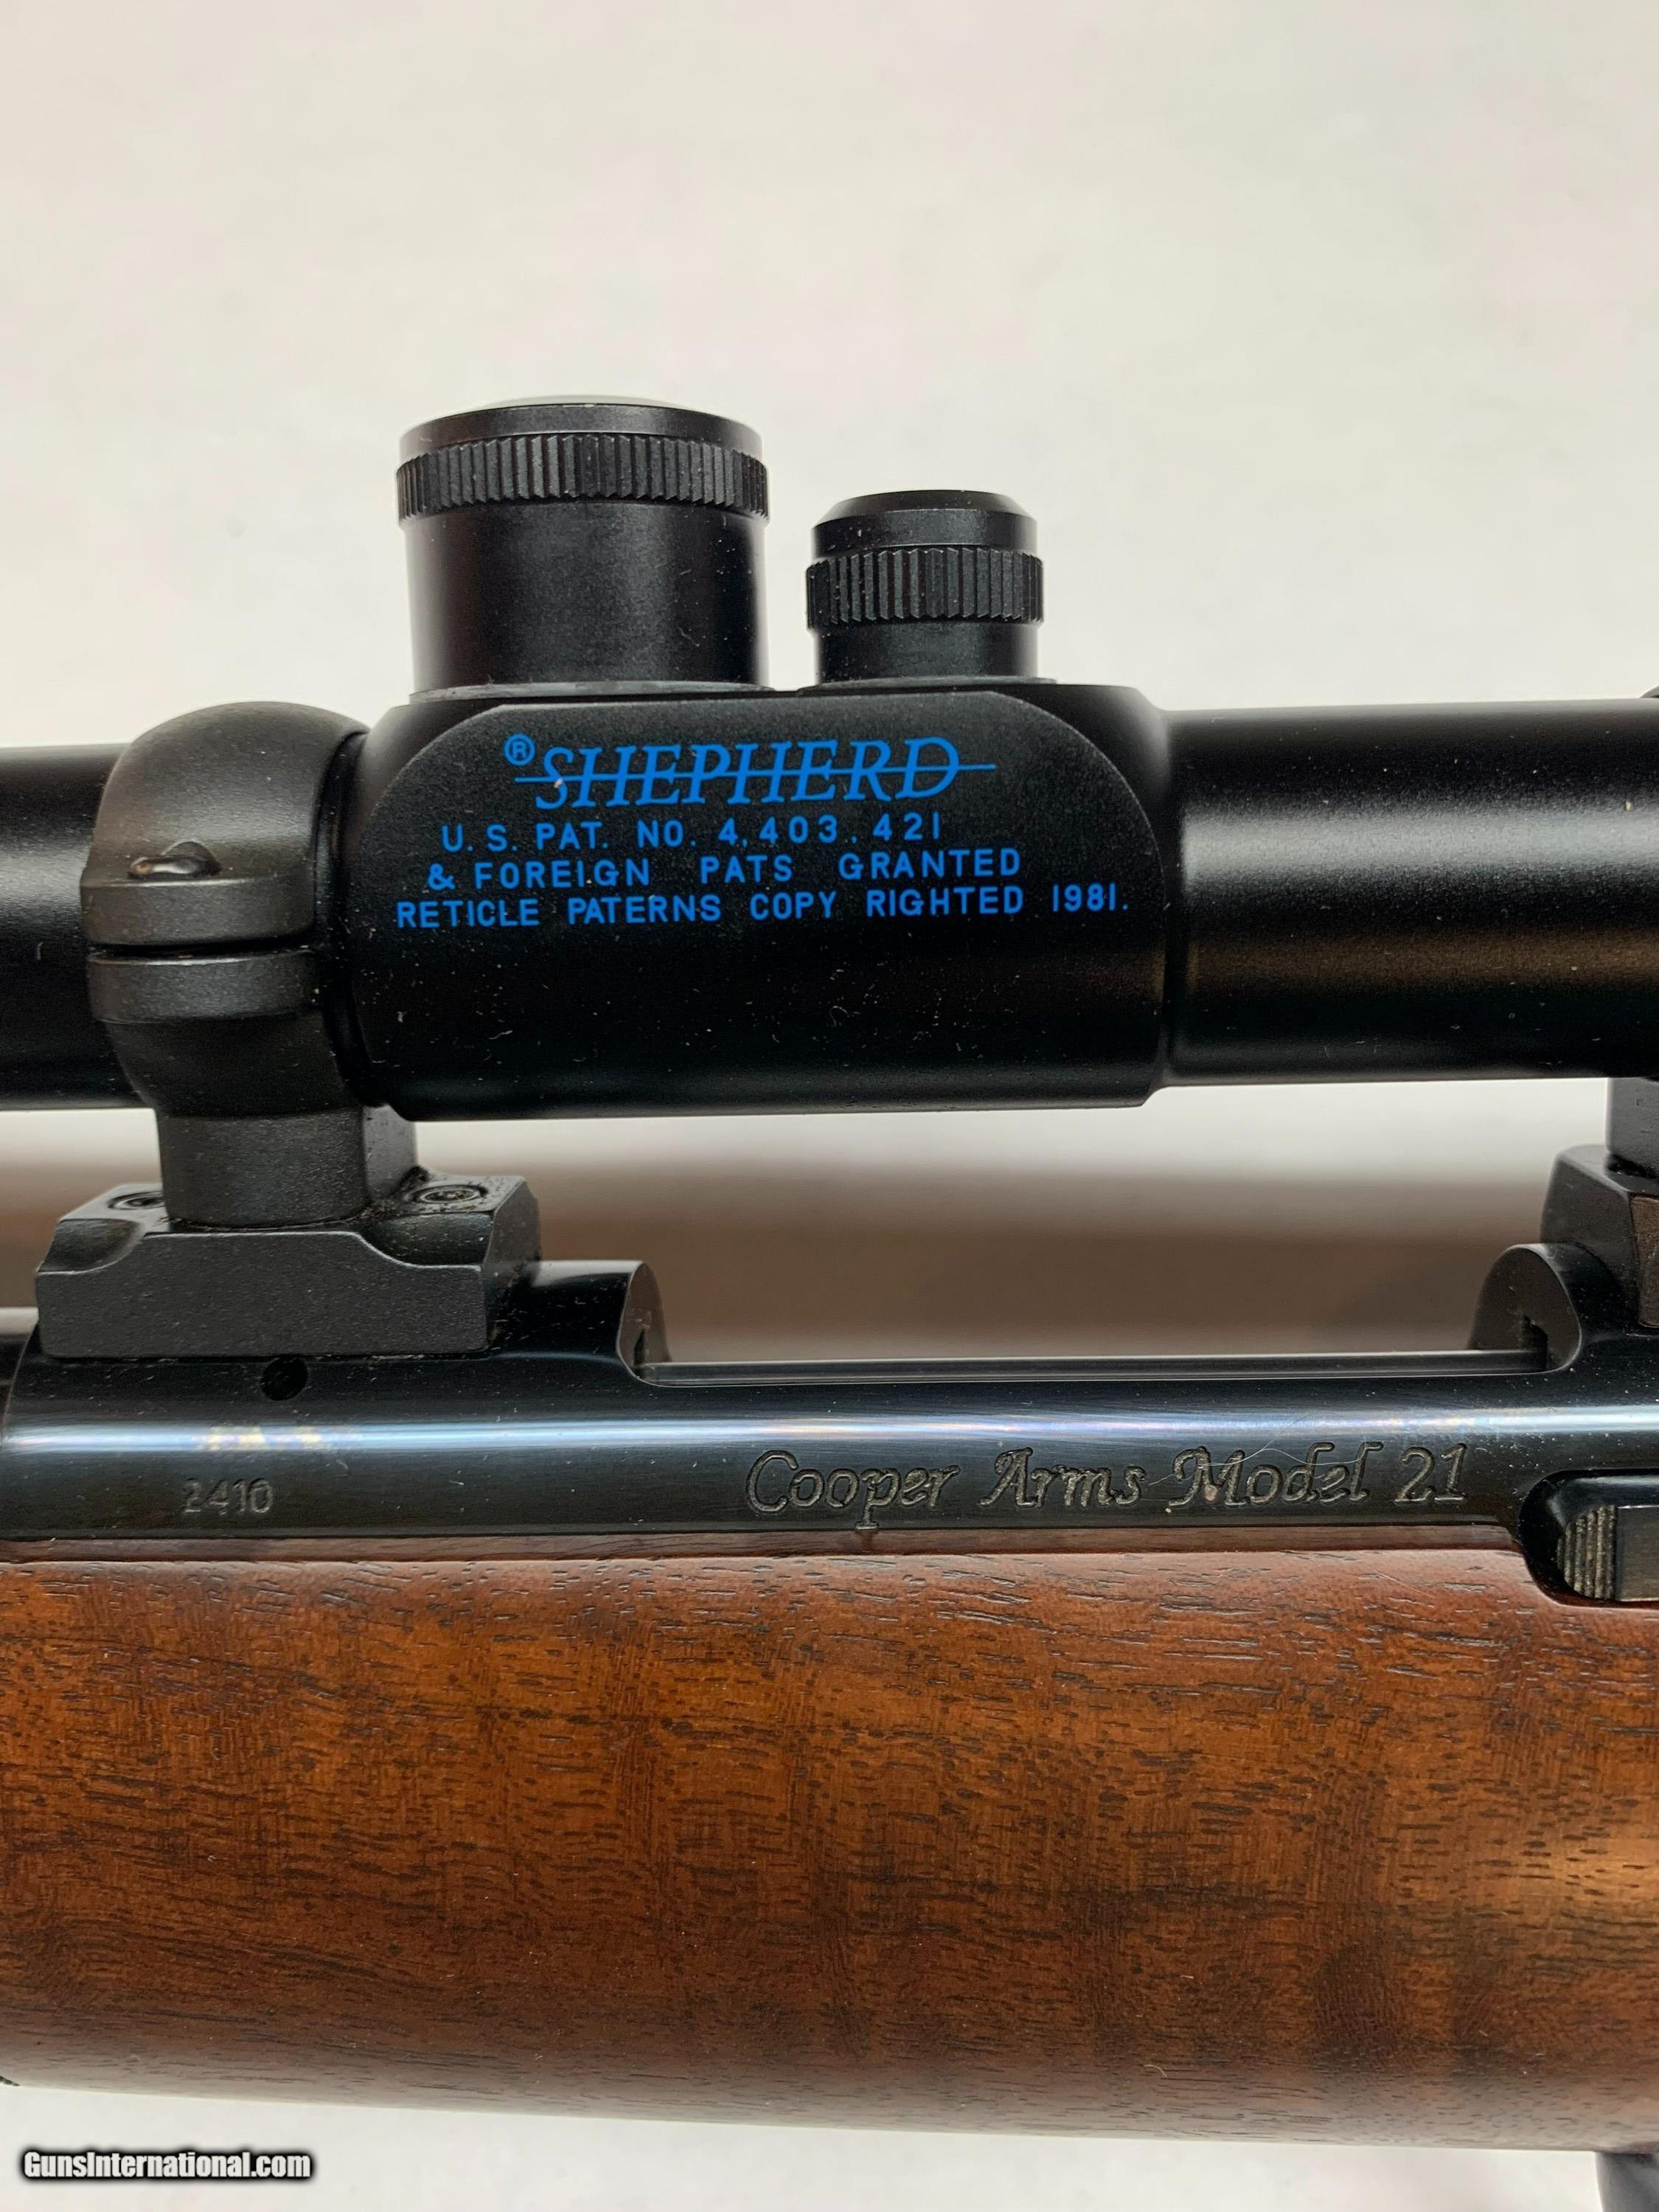 ® SHEPHERD
U.S. PAT. NO. 4,403,421
& FOREIGN PATS GRANTED
RETICLE PATERNS COPY RIGHTED 1981.
2410
Cooper Arms Model 21
GunsInternational.com